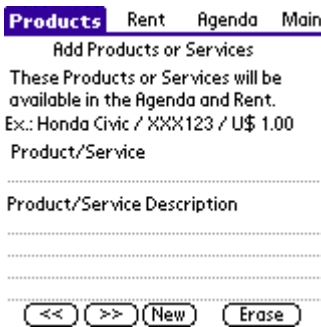 Products Rent Agenda Main
Add Products or Services
These Products or Services will be
available in the Agenda and Rent.
Ex.: Honda Civic / XXX123 / U$ 1.00
Product/Service
Product/Service Description
<< >> New Erase